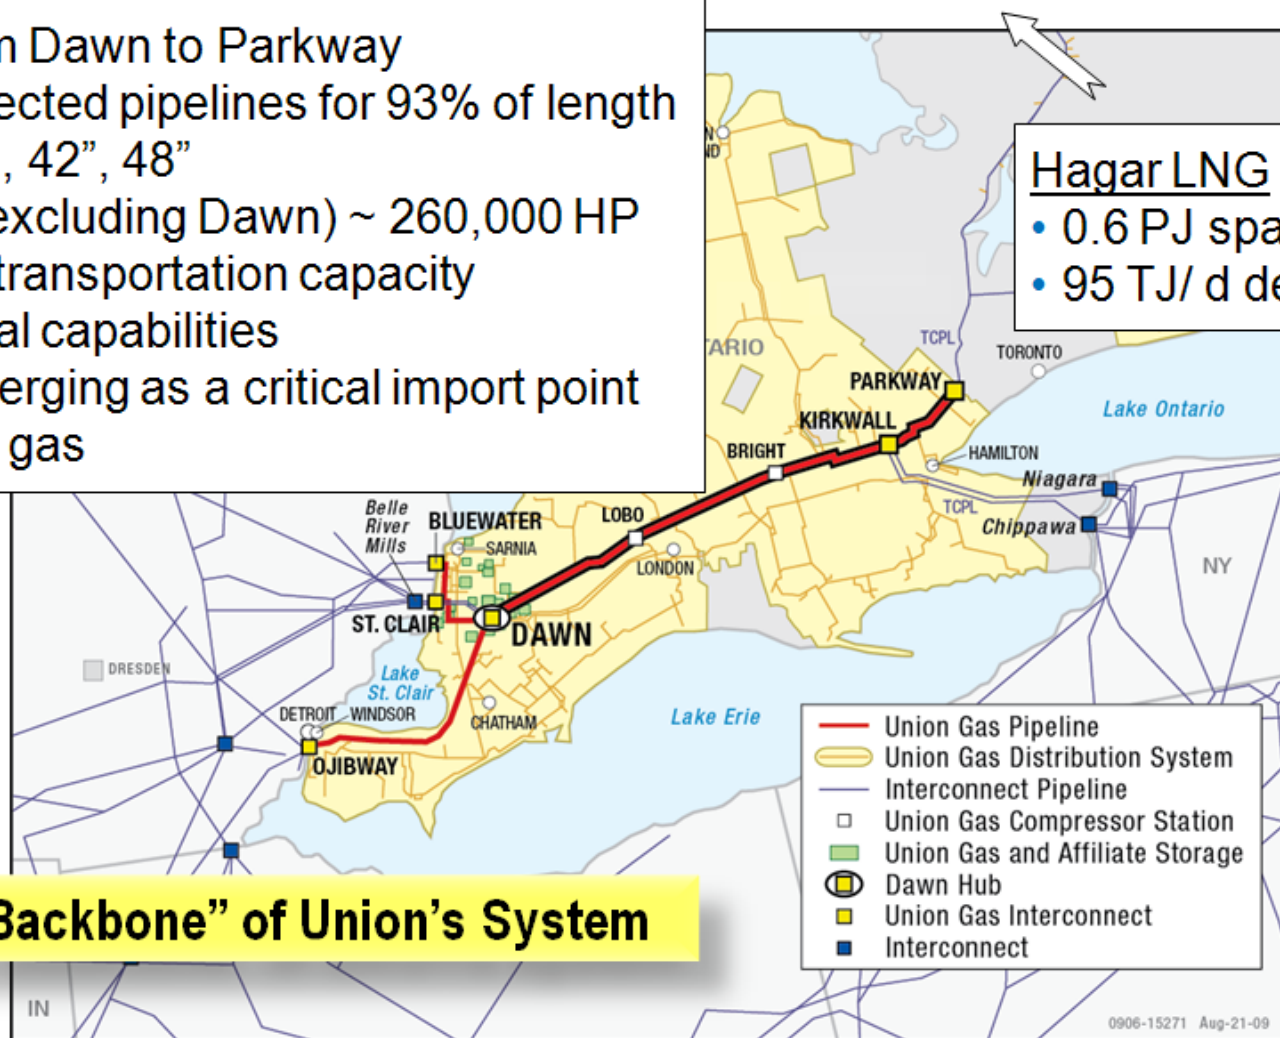 m Dawn to Parkway
ected pipelines for 93% of length
, 42”, 48”
excluding Dawn) ~ 260,000 HP
transportation capacity
al capabilities
erging as a critical import point
gas
Hagar LNG
• 0.6 PJ spa
• 95 TJ/ d de
N
ND
TARIO
TCPL
TORONTO
PARKWAY
Lake Ontario
KIRKWALL
BRIGHT
HAMILTON
Niagara
TCPL
Chippawa
Belle
River
Mills
BLUEWATER
SARNIA
LOBO
LONDON
NY
ST. CLAIR
DAWN
DRESDEN
Lake
St. Clair
DETROIT
WINDSOR
CHATHAM
Lake Erie
OJIBWAY
Union Gas Pipeline
Union Gas Distribution System
Interconnect Pipeline
Union Gas Compressor Station
Union Gas and Affiliate Storage
Dawn Hub
Union Gas Interconnect
Interconnect
Backbone” of Union’s System
IN
0906-15271 Aug-21-09